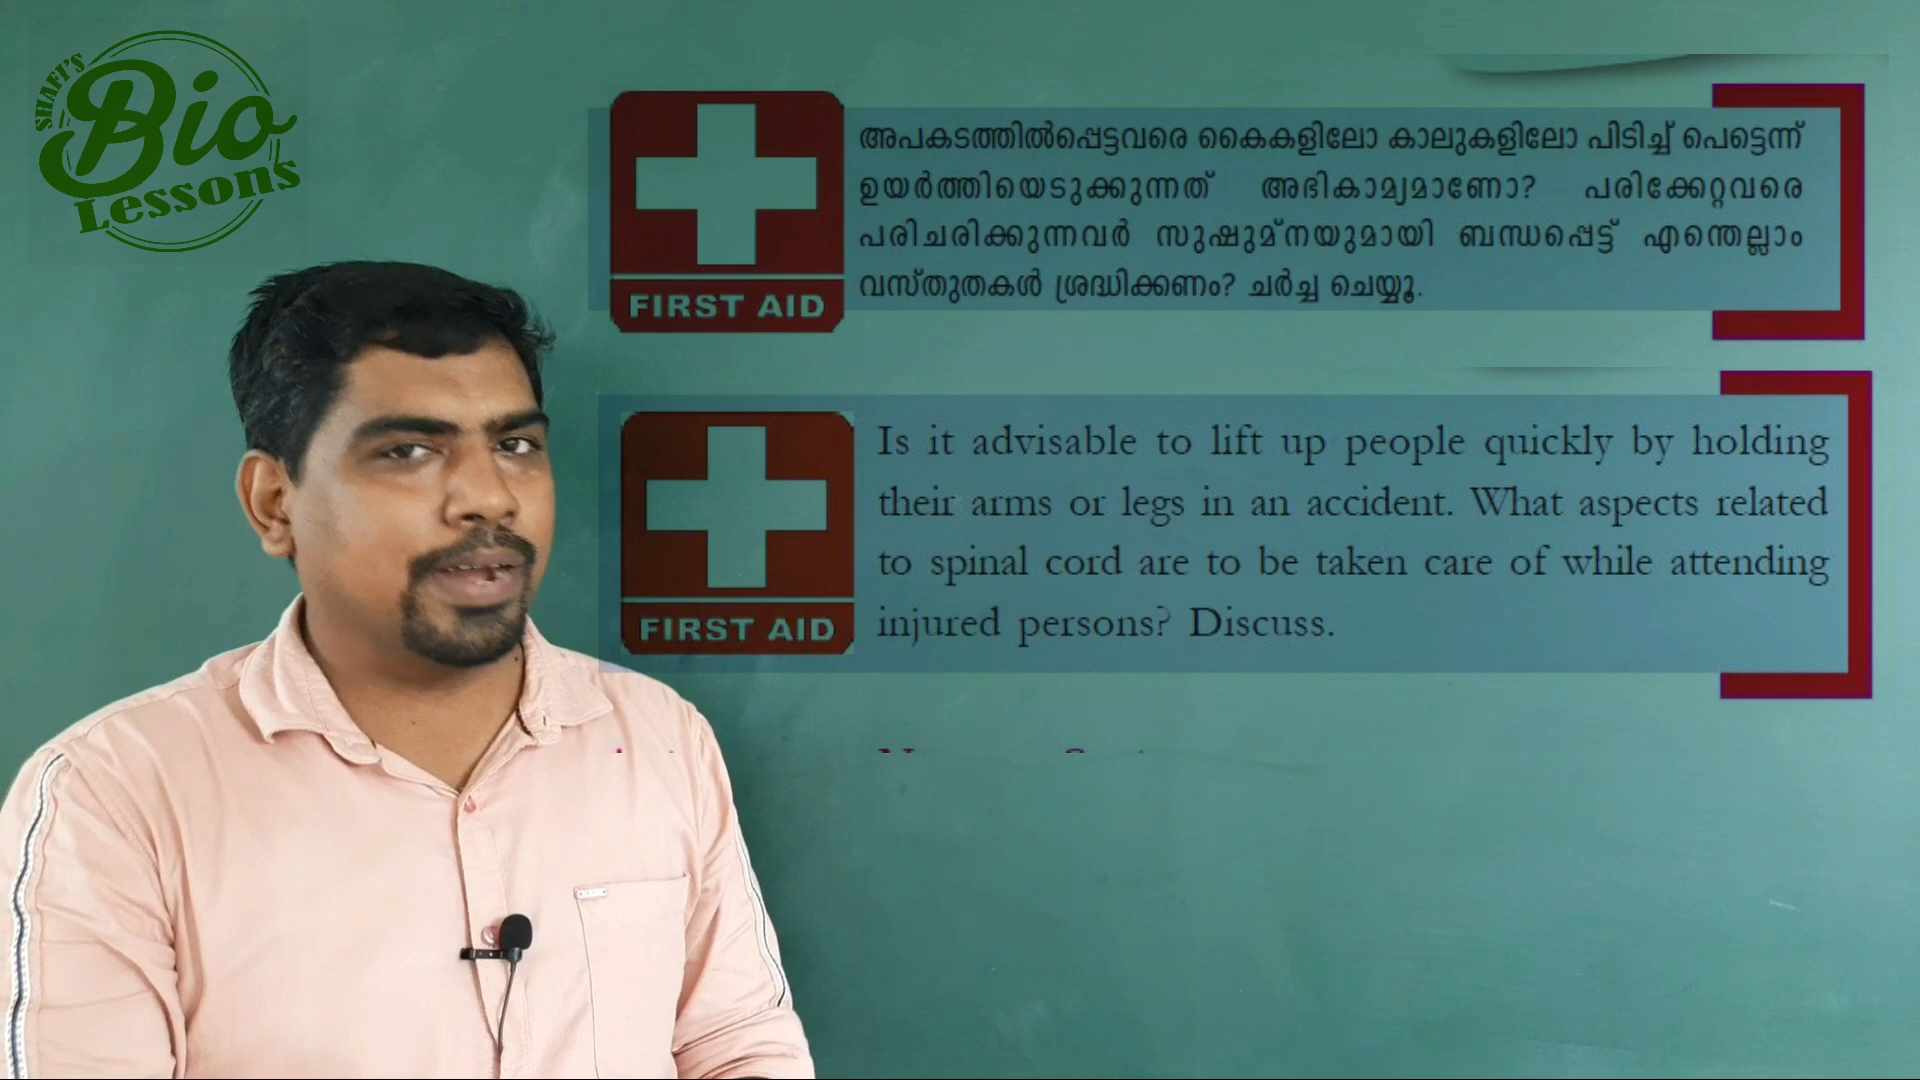 SHAFI'S
Bio
Lessons
അപകടത്തിൽപ്പെട്ടവരെ കൈകളിലോ കാലുകളിലോ പിടിച്ച് പെട്ടെന്ന്
ഉയർത്തിയെടുക്കുന്നത് അഭികാമ്യമാണോ? പരിക്കേറ്റവരെ
പരിചരിക്കുന്നവർ സുഷുമ്നയുമായി ബന്ധപ്പെട്ട് എന്തെല്ലാം
വസ്തുതകൾ ശ്രദ്ധിക്കണം? ചർച്ച ചെയ്യൂ.
FIRST AID
Is it advisable to lift up people quickly by holding
their arms or legs in an accident. What aspects related
to spinal cord are to be taken care of while attending
injured persons? Discuss.
FIRST AID